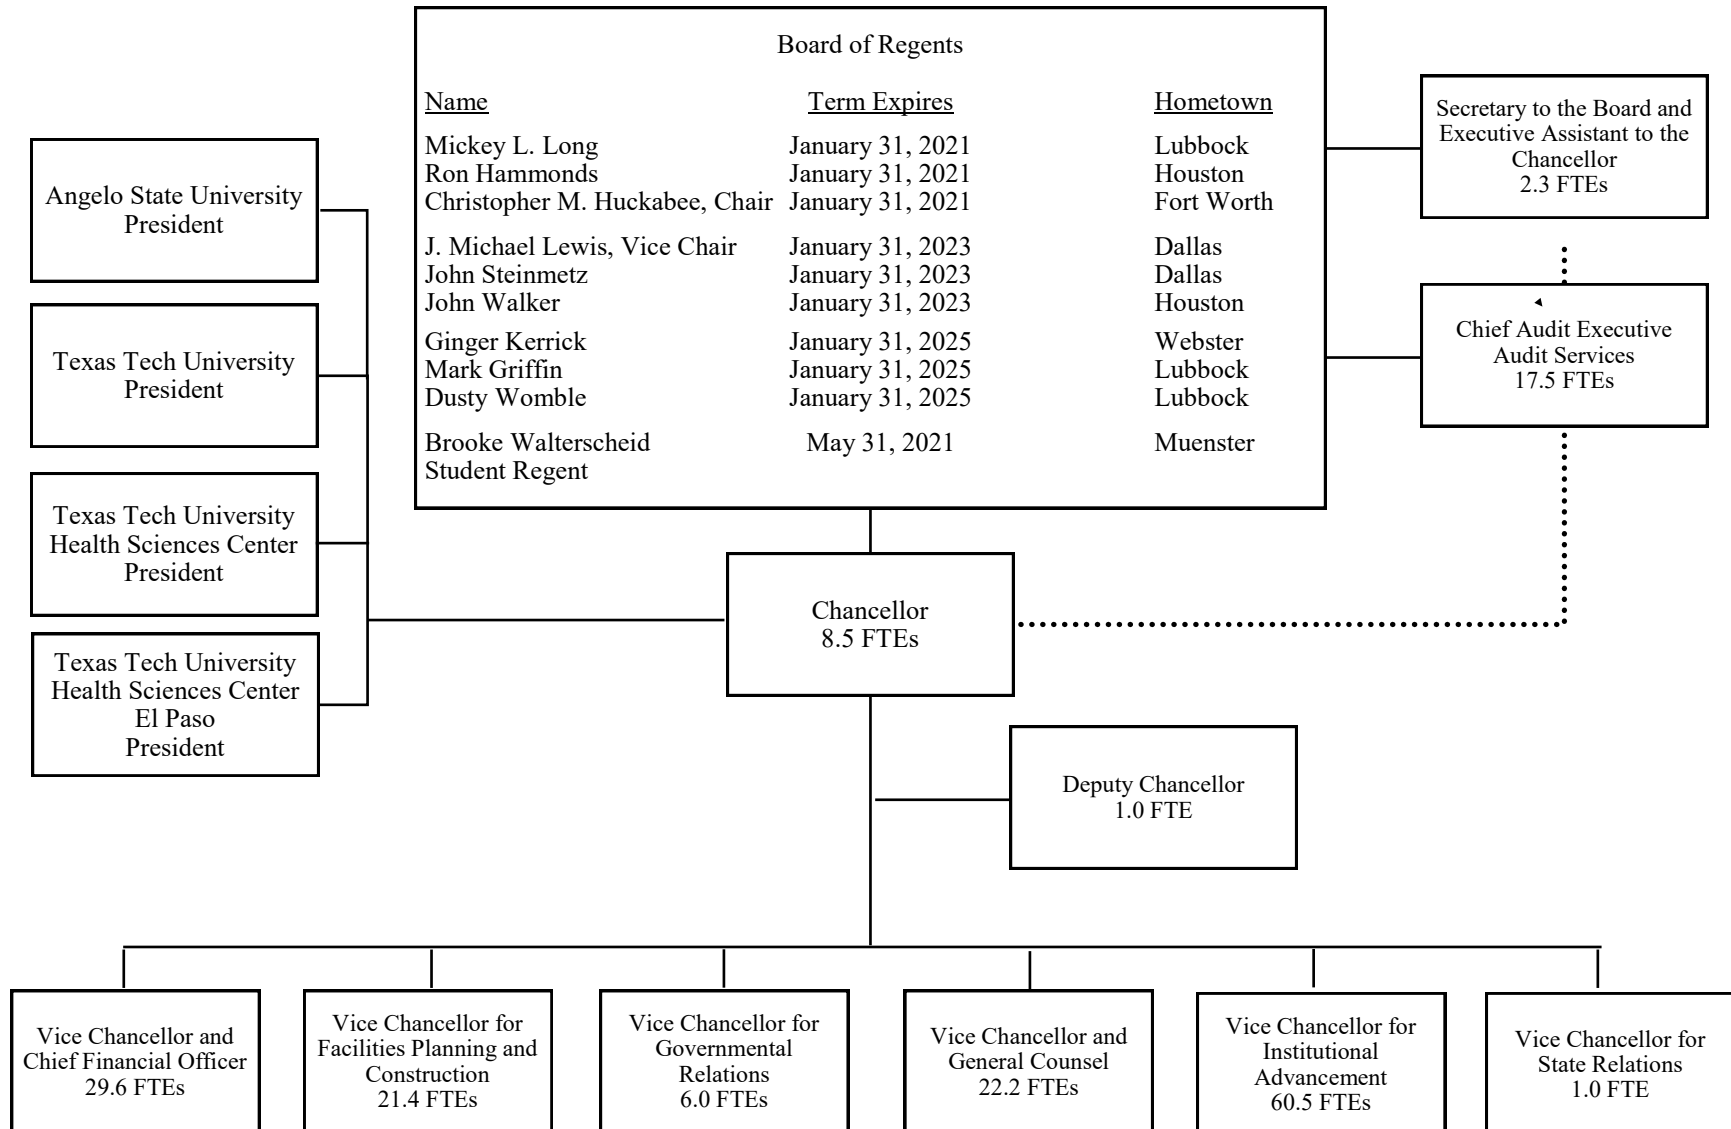 Board of Regents
Name Term Expires Hometown
Mickey L. Long January 31, 2021 Lubbock
Ron Hammonds January 31, 2021 Houston
Christopher M. Huckabee, Chair January 31, 2021 Fort Worth
J. Michael Lewis, Vice Chair January 31, 2023 Dallas
John Steinmetz January 31, 2023 Dallas
John Walker January 31, 2023 Houston
Ginger Kerrick January 31, 2025 Webster
Mark Griffin January 31, 2025 Lubbock
Dusty Womble January 31, 2025 Lubbock
Brooke Walterscheid May 31, 2021 Muenster
Student Regent
Secretary to the Board and
Executive Assistant to the
Chancellor
2.3 FTEs
Chief Audit Executive
Audit Services
17.5 FTEs
Angelo State University
President
Texas Tech University
President
Texas Tech University
Health Sciences Center
President
Texas Tech University
Health Sciences Center
El Paso
President
Chancellor
8.5 FTEs
Deputy Chancellor
1.0 FTE
Vice Chancellor and
Chief Financial Officer
29.6 FTEs
Vice Chancellor for
Facilities Planning and
Construction
21.4 FTEs
Vice Chancellor for
Governmental
Relations
6.0 FTEs
Vice Chancellor and
General Counsel
22.2 FTEs
Vice Chancellor for
Institutional
Advancement
60.5 FTEs
Vice Chancellor for
State Relations
1.0 FTE